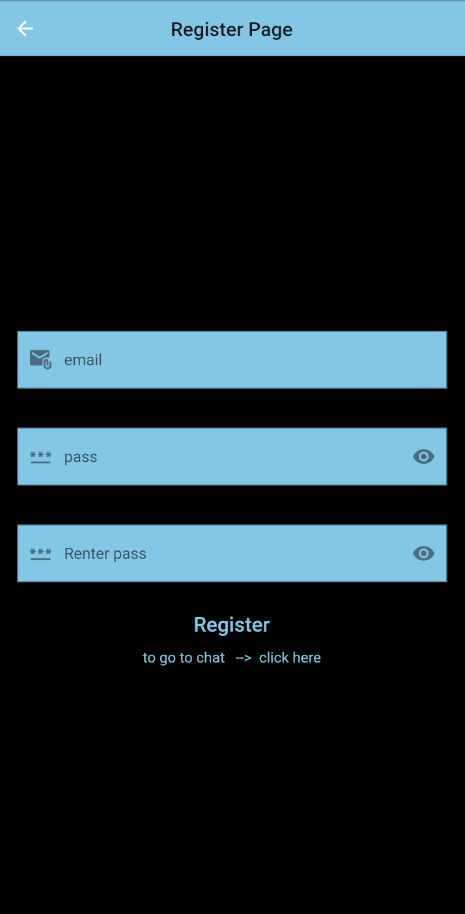 Register Page
email
pass
Renter pass
Register
to go to chat --> click here